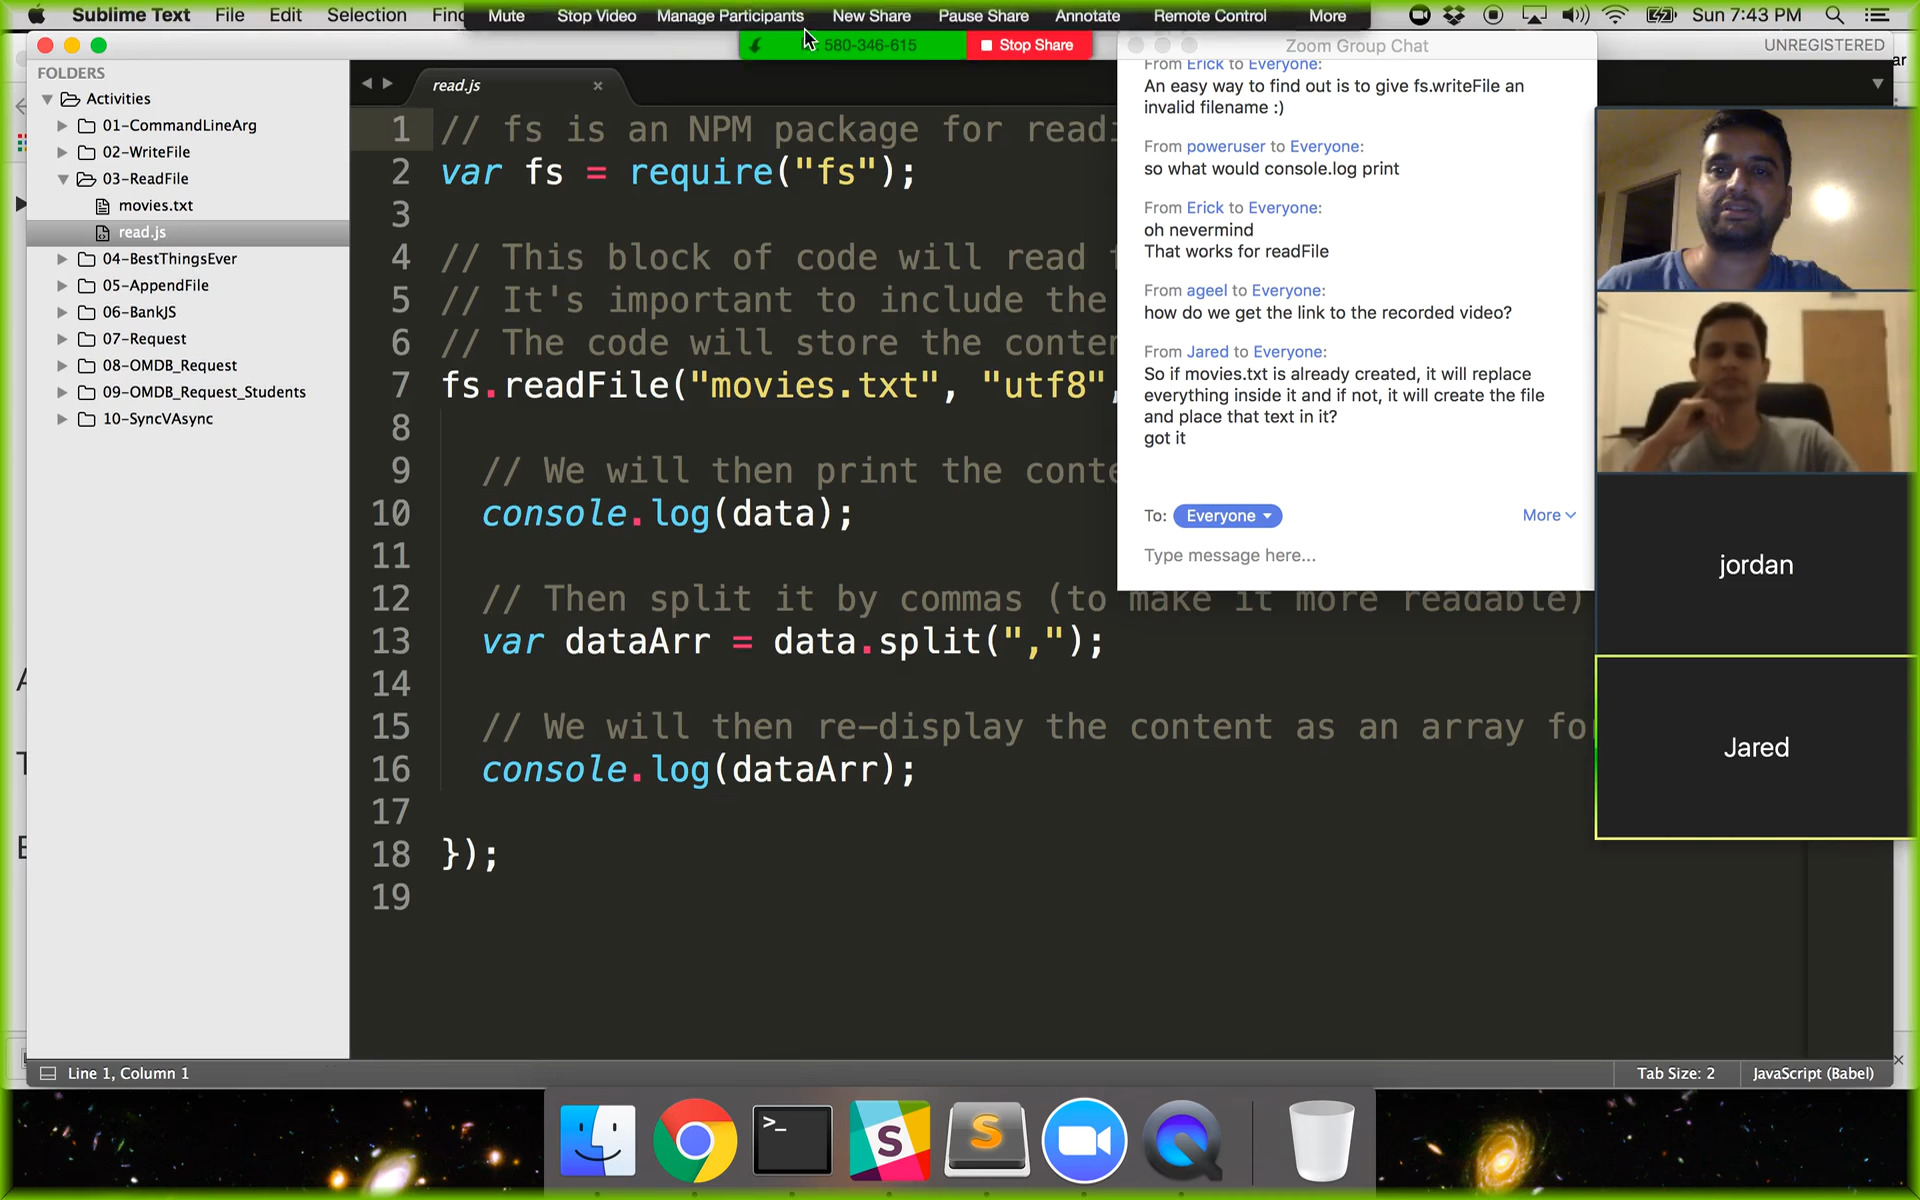 Sublime Text File Edit Selection Find
Mute Stop Video Manage Participants New Share Pause Share Annotate Remote Control More
Sun 7:43 PM
580-346-615 Stop Share
Zoom Group Chat
UNREGISTERED
ar
FOLDERS
Activities
01-CommandLineArg
02-WriteFile
03-ReadFile
movies.txt
read.js
04-BestThingsEver
05-AppendFile
06-BankJS
07-Request
08-OMDB_Request
09-OMDB_Request_Students
10-SyncVAsync
read.js
1 // fs is an NPM package for readi
2 var fs = require("fs");
3
4 // This block of code will read
5 // It's important to include the
6 // The code will store the conten
7 fs.readFile("movies.txt", "utf8",
8
9 // We will then print the conte
10 console.log(data);
11
12 // Then split it by commas (to make it more readable)
13 var dataArr = data.split(",");
14
15 // We will then re-display the content as an array fo
16 console.log(dataArr);
17
18 });
19
From Erick to Everyone:
An easy way to find out is to give fs.writeFile an
invalid filename :)
From poweruser to Everyone:
so what would console.log print
From Erick to Everyone:
oh nevermind
That works for readFile
From ageel to Everyone:
how do we get the link to the recorded video?
From Jared to Everyone:
So if movies.txt is already created, it will replace
everything inside it and if not, it will create the file
and place that text in it?
got it
To: Everyone More
Type message here...
jordan
Jared
Line 1, Column 1
Tab Size: 2 JavaScript (Babel)